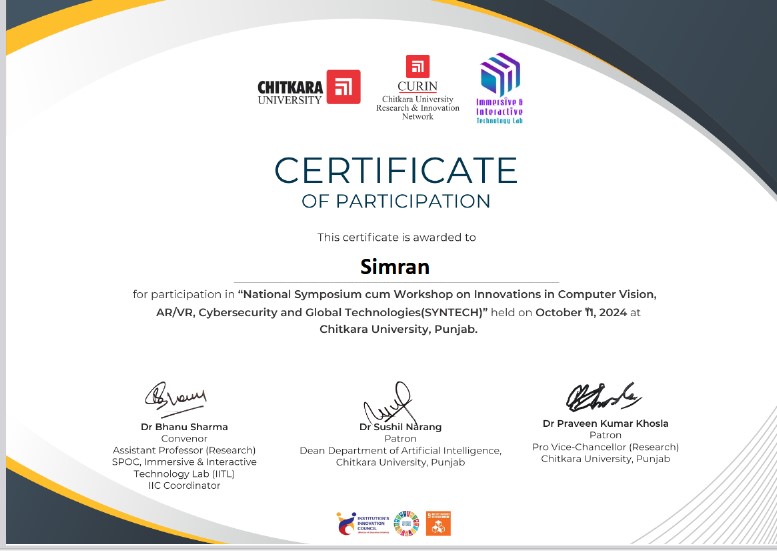 CHITKARA
UNIVERSITY
CURIN
Chitkara University
Research & Innovation
Network
Immersive &
Interactive
Technology Lab
CERTIFICATE
OF PARTICIPATION
This certificate is awarded to
Simran
for participation in “National Symposium cum Workshop on Innovations in Computer Vision,
AR/VR, Cybersecurity and Global Technologies(SYNTECH)” held on October 11, 2024 at
Chitkara University, Punjab.
Dr Bhanu Sharma
Convenor
Assistant Professor (Research)
SPOC, Immersive & Interactive
Technology Lab (IITL)
IIC Coordinator
Dr Sushil Narang
Patron
Dean Department of Artificial Intelligence,
Chitkara University, Punjab
Dr Praveen Kumar Khosla
Patron
Pro Vice-Chancellor (Research)
Chitkara University, Punjab
INSTITUTION'S
INNOVATION
COUNCIL